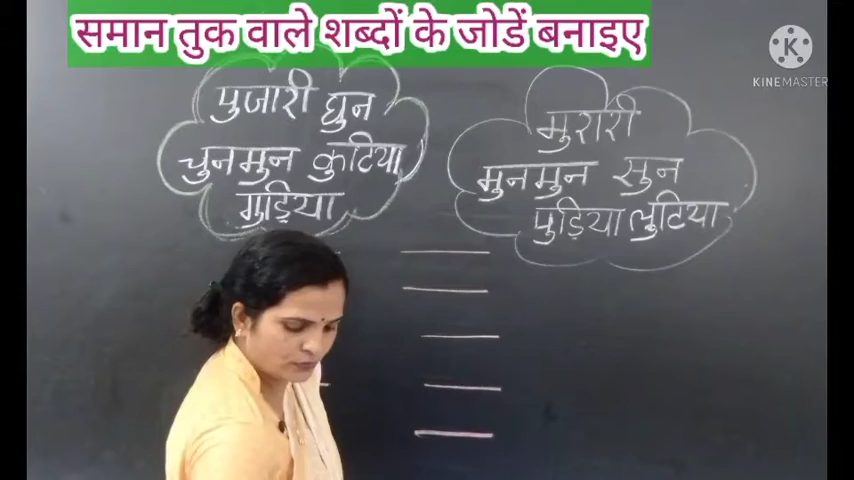 समान तुक वाले शब्दों के जोडें बनाइए
K
KINEMASTER
पुजारी घुन
चुनमुन कुटिया
गुड़िया
मुरारी
मुनमुन सुन
पुड़िया लुटिया